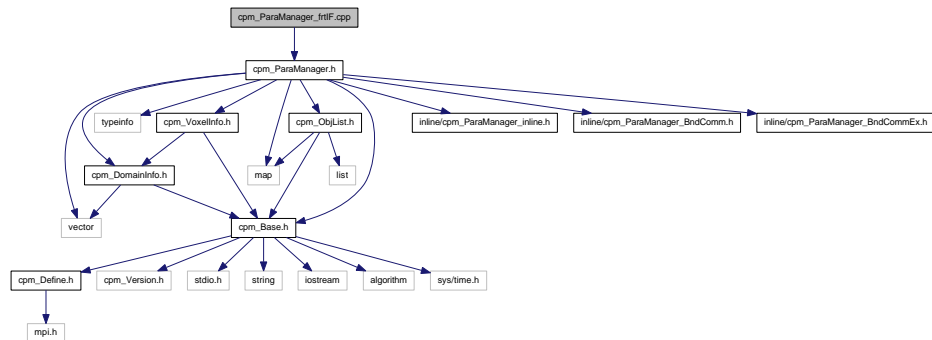 cpm_ParaManager_frtIF.cpp
cpm_ParaManager.h
typeinfo
cpm_VoxelInfo.h
cpm_ObjList.h
inline/cpm_ParaManager_inline.h
inline/cpm_ParaManager_BndComm.h
inline/cpm_ParaManager_BndCommEx.h
cpm_DomainInfo.h
map
list
vector
cpm_Base.h
cpm_Define.h
cpm_Version.h
stdio.h
string
iostream
algorithm
sys/time.h
mpi.h